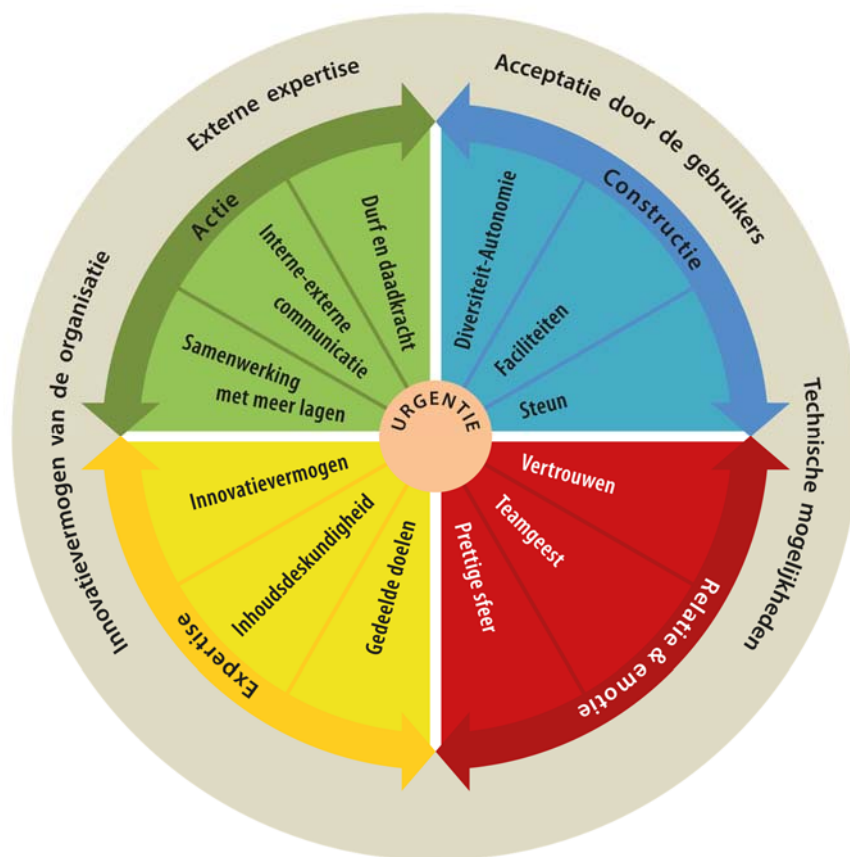 Externe expertise
Acceptatie door de gebruikers
Innovatievermogen van de organisatie
Technische mogelijkheden
Actie
Durf en daadkracht
Interne-externe
communicatie
Samenwerking
met meer lagen
Constructie
Diversiteit-Autonomie
Faciliteiten
Steun
URGENTIE
Expertise
Innovatievermogen
Inhoudsdeskundigheid
Gedeelde doelen
Relatie & emotie
Vertrouwen
Teamgeest
Prettige sfeer